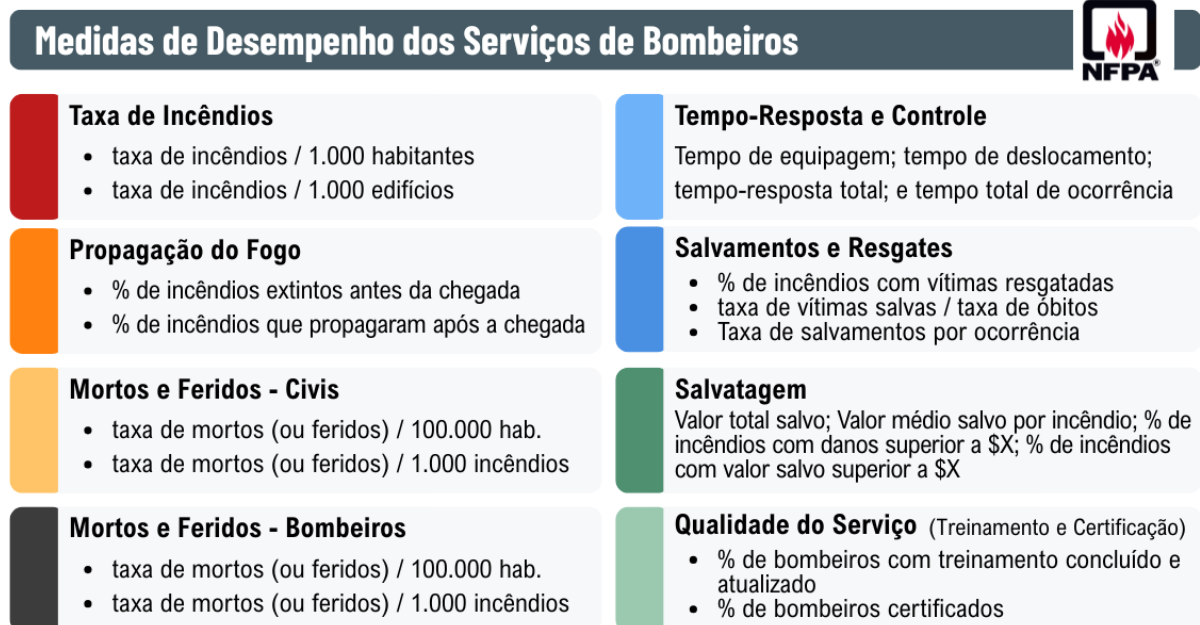 Medidas de Desempenho dos Serviços de Bombeiros
NFPA®
Taxa de Incêndios
• taxa de incêndios / 1.000 habitantes
• taxa de incêndios / 1.000 edifícios
Propagação do Fogo
• % de incêndios extintos antes da chegada
• % de incêndios que propagaram após a chegada
Mortos e Feridos - Civis
• taxa de mortos (ou feridos) / 100.000 hab.
• taxa de mortos (ou feridos) / 1.000 incêndios
Mortos e Feridos - Bombeiros
• taxa de mortos (ou feridos) / 100.000 hab.
• taxa de mortos (ou feridos) / 1.000 incêndios
Tempo-Resposta e Controle
Tempo de equipagem; tempo de deslocamento;
tempo-resposta total; e tempo total de ocorrência
Salvamentos e Resgates
• % de incêndios com vítimas resgatadas
• taxa de vítimas salvas / taxa de óbitos
• Taxa de salvamentos por ocorrência
Salvatagem
Valor total salvo; Valor médio salvo por incêndio; % de
incêndios com danos superior a $X; % de incêndios
com valor salvo superior a $X
Qualidade do Serviço (Treinamento e Certificação)
• % de bombeiros com treinamento concluído e
atualizado
• % de bombeiros certificados